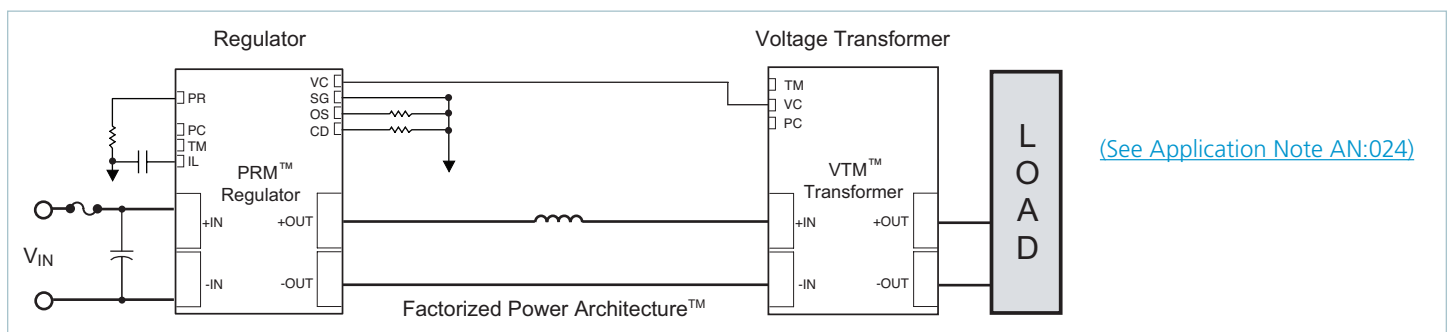 Regulator
Voltage Transformer
PR
PC
TM
IL
VC
SG
OS
CD
PRM™
Regulator
+IN
+OUT
-IN
-OUT
VIN
Factorized Power Architecture™
TM
VC
PC
VTM™
Transformer
+IN
+OUT
-IN
-OUT
LOAD
(See Application Note AN:024)